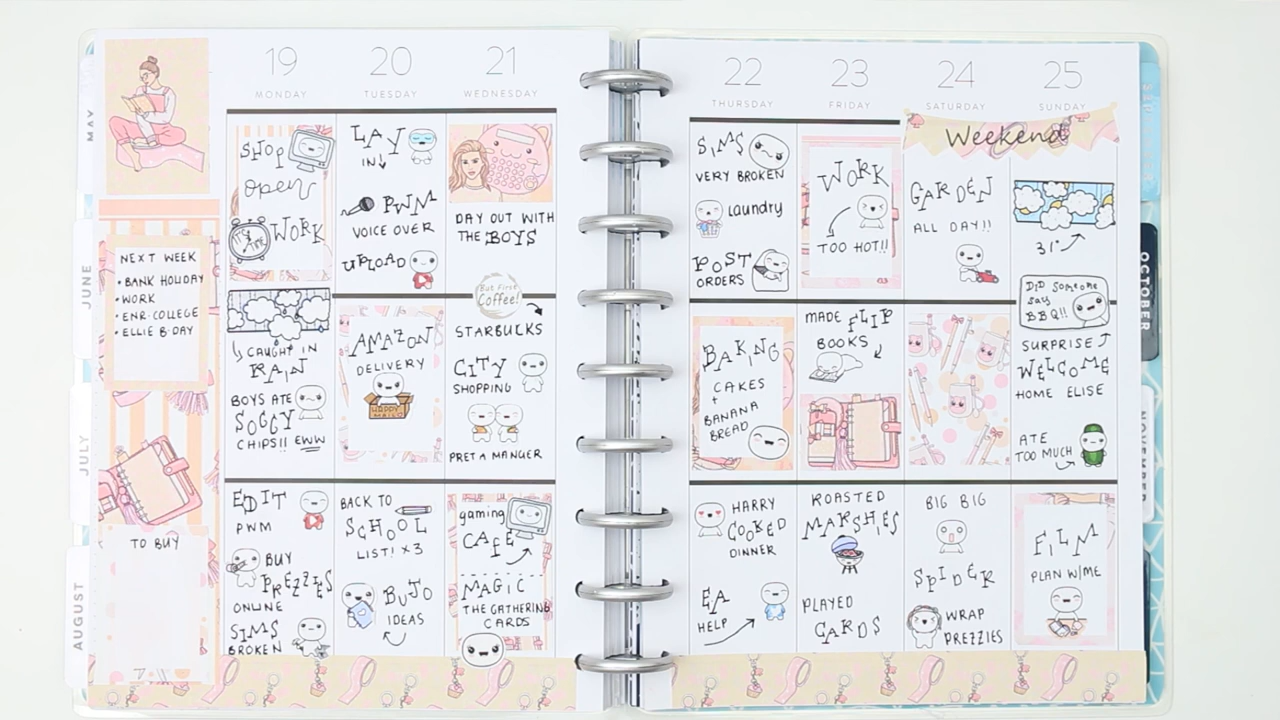 19
MONDAY
20
TUESDAY
21
WEDNESDAY
22
THURSDAY
23
FRIDAY
24
SATURDAY
25
SUNDAY
Weekend
MAY
JUNE
JULY
AUGUST
OCTOBER
NOVEMBER
NEXT WEEK
• BANK HOLIDAY
• WORK
• ENR-COLLEGE
• ELLIE B-DAY
TO BUY
SHOP
open
WORK
CAUGHT IN
RAIN
BOYS ATE
SOGGY
CHIPS!! EWW
EDIT
PWM
BUY
PREZZIES
ONLINE
SIMS
BROKEN
LAY
IN
PWM
VOICE OVER
UPLOAD
AMAZON
DELIVERY
HAPPY
MAIL
BACK TO
SCHOOL
LIST! x3
BUJO
IDEAS
DAY OUT WITH
THE BOYS
But First
Coffee!
STARBUCKS
CITY
SHOPPING
PRET A MANGER
gaming
CAFE
MAGIC
THE GATHERING
CARDS
SIMS
VERY BROKEN
Laundry
POST
ORDERS
BAKING
CAKES
+
BANANA
BREAD
HARRY
COOKED
DINNER
EA
HELP
WORK
TOO HOT!!
MADE FLIP
BOOKS
ROASTED
MARSHIES
PLAYED
CARDS
GARDEN
ALL DAY!!
BIG BIG
SPIDER
WRAP
PREZZIES
31°
DID Someone
say
BBQ!!
SURPRISE
WELCOME
HOME ELISE
ATE
TOO MUCH
FILM
PLAN W/ME